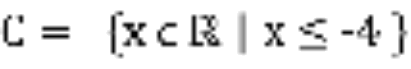 C = {x ⊂ ℝ | x ≤ -4 }